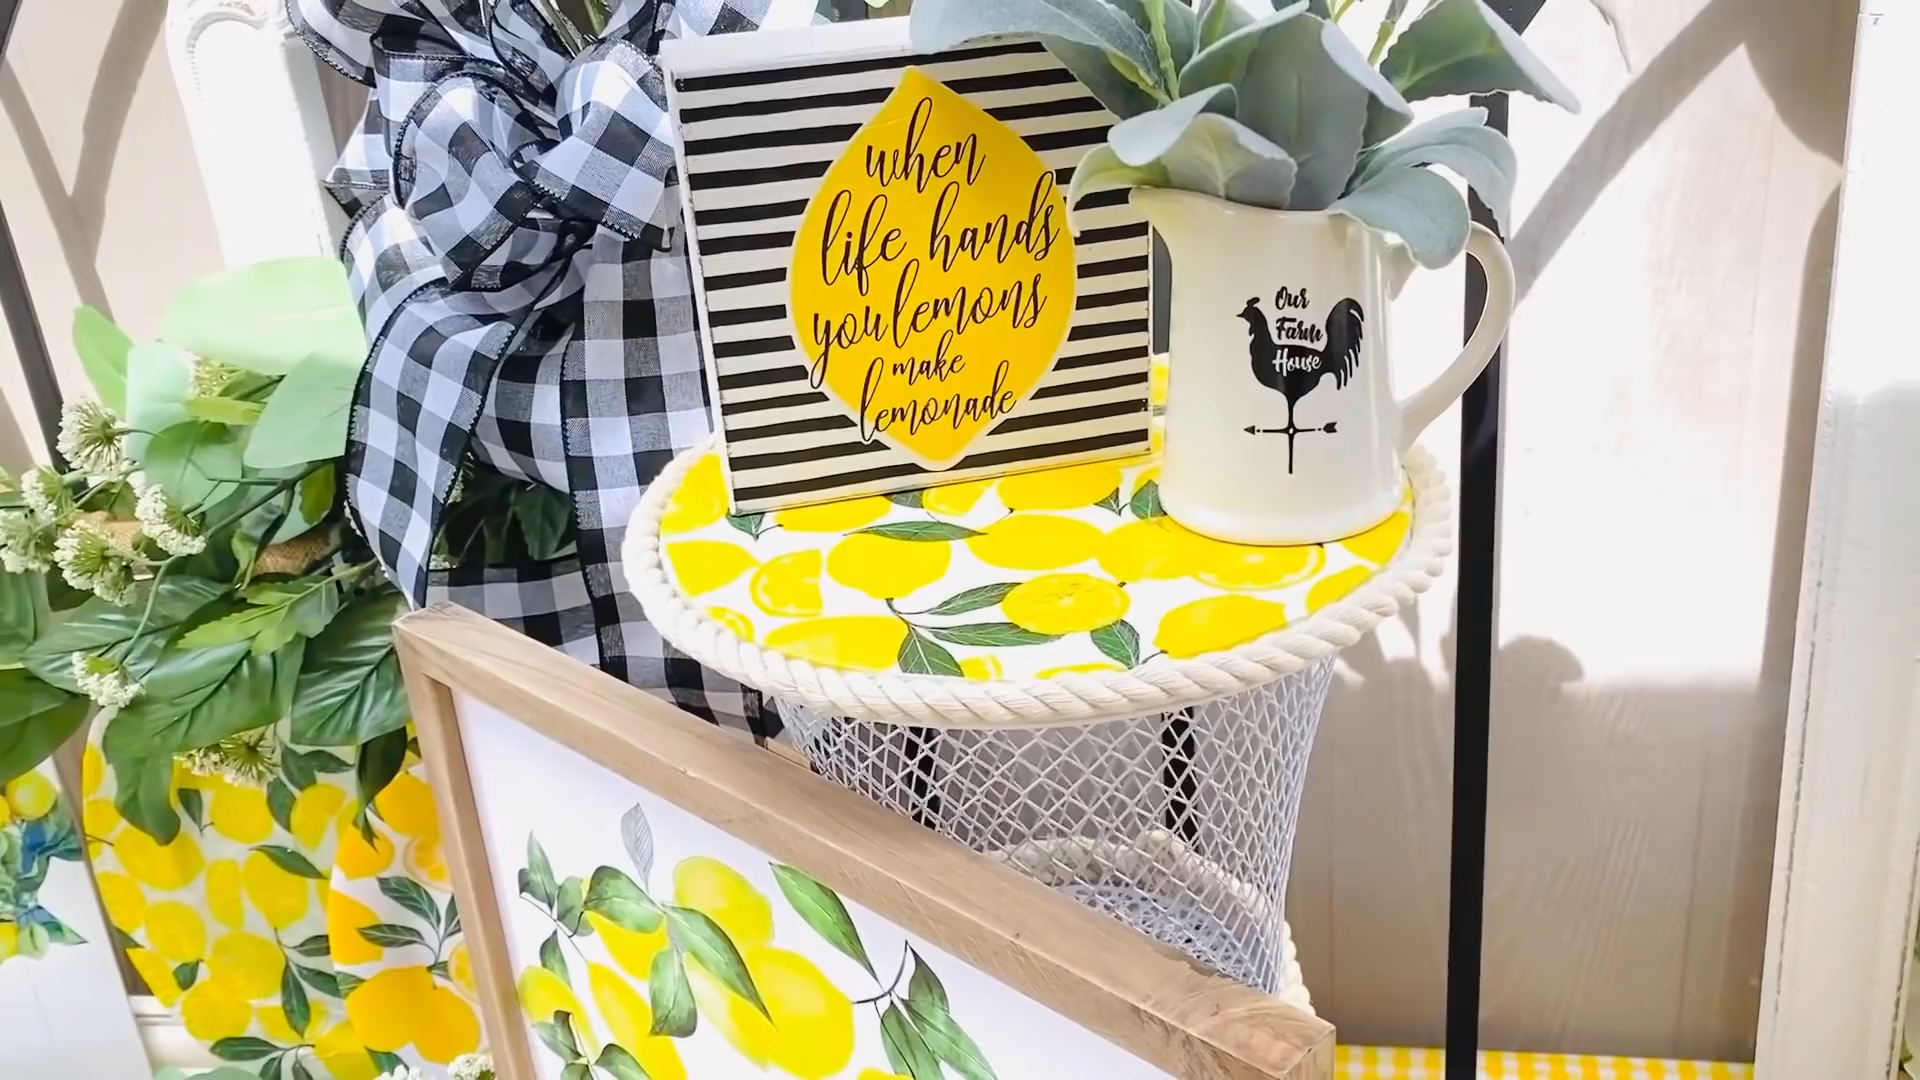 when
life hands
you lemons
make
lemonade
Our
Farm
House